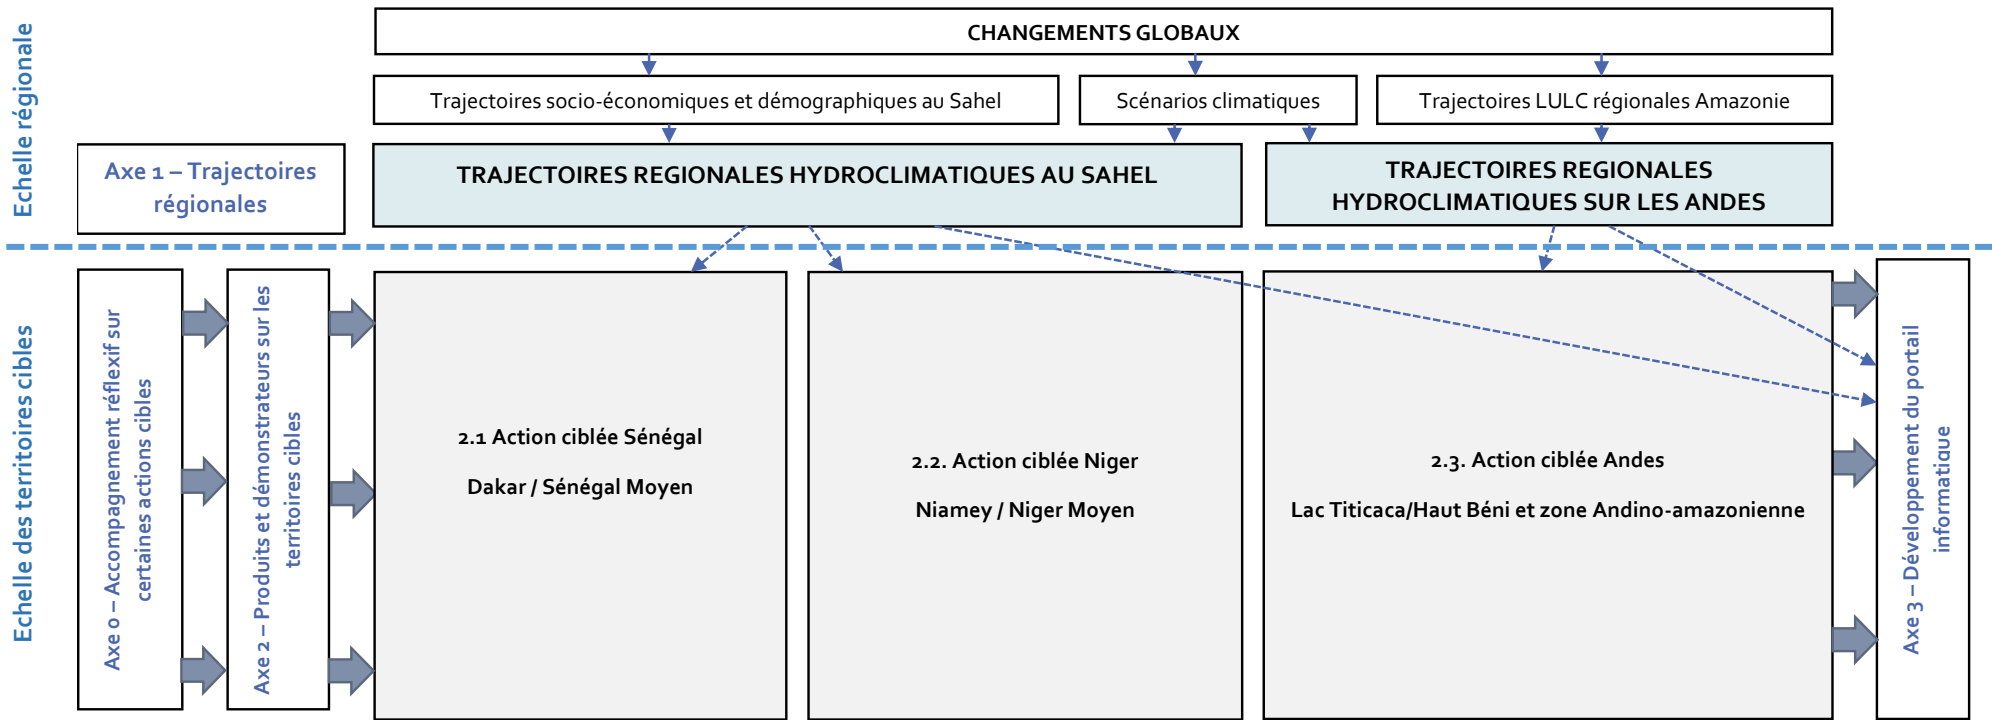 Echelle régionale
CHANGEMENTS GLOBAUX
Trajectoires socio-économiques et démographiques au Sahel
Scénarios climatiques
Trajectoires LULC régionales Amazonie
Axe 1 – Trajectoires
régionales
TRAJECTOIRES REGIONALES HYDROCLIMATIQUES AU SAHEL
TRAJECTOIRES REGIONALES
HYDROCLIMATIQUES SUR LES ANDES
Echelle des territoires cibles
Axe 0 – Accompagnement réflexif sur
certaines actions cibles
Axe 2 – Produits et démonstrateurs sur les
territoires cibles
2.1 Action ciblée Sénégal
Dakar / Sénégal Moyen
2.2. Action ciblée Niger
Niamey / Niger Moyen
2.3. Action ciblée Andes
Lac Titicaca/Haut Béni et zone Andino-amazonienne
Axe 3 – Développement du portail
informatique